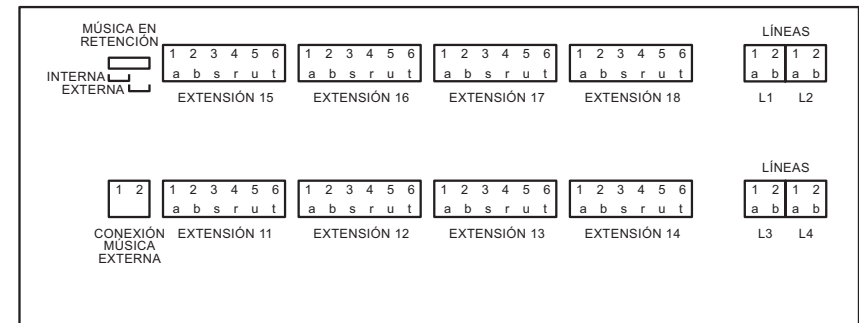 MÚSICA EN
RETENCIÓN
INTERNA
EXTERNA
1 2 3 4 5 6
a b s r u t
EXTENSIÓN 15
1 2 3 4 5 6
a b s r u t
EXTENSIÓN 16
1 2 3 4 5 6
a b s r u t
EXTENSIÓN 17
1 2 3 4 5 6
a b s r u t
EXTENSIÓN 18
LÍNEAS
1 2 1 2
a b a b
L1 L2
1 2
CONEXIÓN
MÚSICA
EXTERNA
1 2 3 4 5 6
a b s r u t
EXTENSIÓN 11
1 2 3 4 5 6
a b s r u t
EXTENSIÓN 12
1 2 3 4 5 6
a b s r u t
EXTENSIÓN 13
1 2 3 4 5 6
a b s r u t
EXTENSIÓN 14
LÍNEAS
1 2 1 2
a b a b
L3 L4